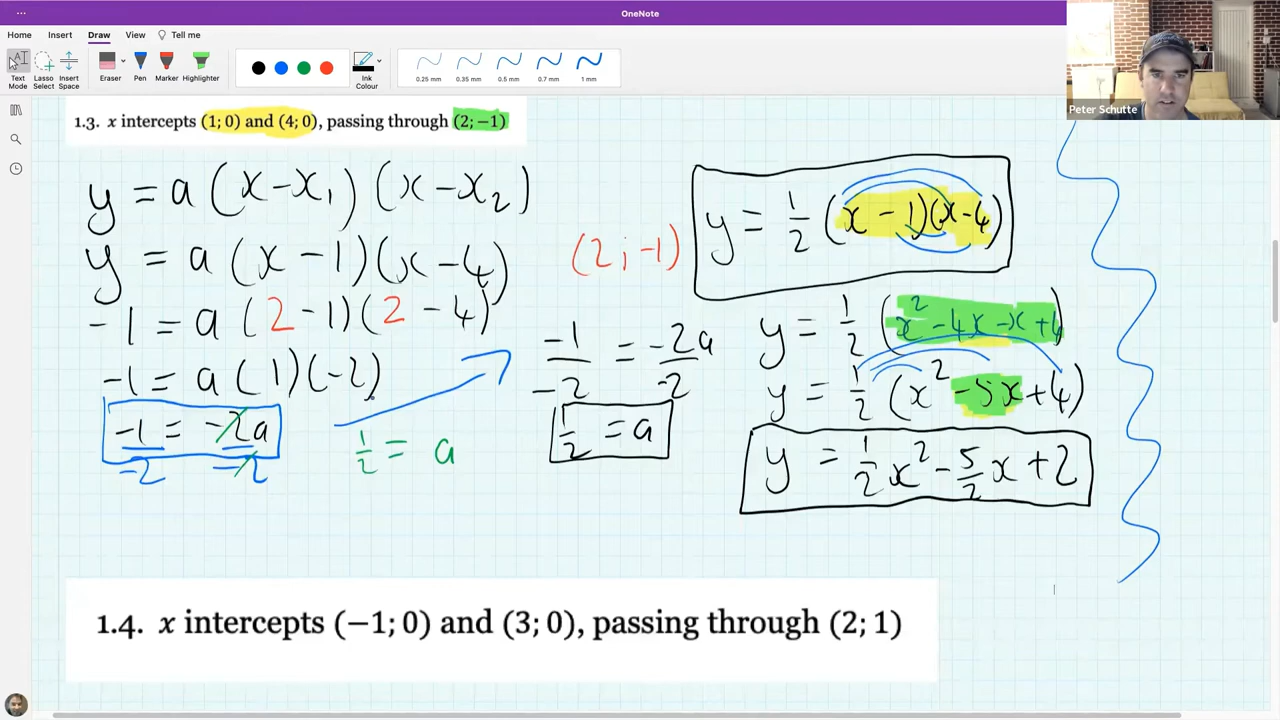 OneNote
Home Insert Draw View Tell me
Text Mode
Lasso Select
Insert Space
Eraser
Pen
Marker
Highlighter
Ink Colour
0.25 mm 0.35 mm 0.5 mm 0.7 mm 1 mm
Peter Schutte
1.3. x intercepts (1; 0) and (4; 0), passing through (2; −1)
y = a(x-x₁)(x-x₂)
y = a(x-1)(x-4)
-1 = a(2-1)(2-4)
-1 = a(1)(-2)
-1/-2 = -2a/-2
1/2 = a
(2;-1)
-1/-2 = -2a/-2
1/2 = a
y = 1/2(x-1)(x-4)
y = 1/2(x²-4x-x+4)
y = 1/2(x²-5x+4)
y = 1/2x²-5/2x+2
1.4. x intercepts (−1; 0) and (3; 0), passing through (2; 1)